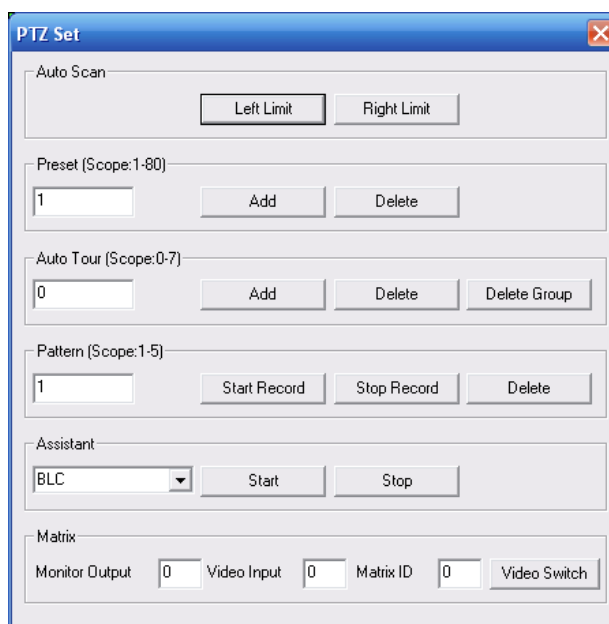 PTZ Set
Auto Scan
Left Limit Right Limit
Preset (Scope:1-80)
1 Add Delete
Auto Tour (Scope:0-7)
0 Add Delete Delete Group
Pattern (Scope:1-5)
1 Start Record Stop Record Delete
Assistant
BLC Start Stop
Matrix
Monitor Output 0 Video Input 0 Matrix ID 0 Video Switch